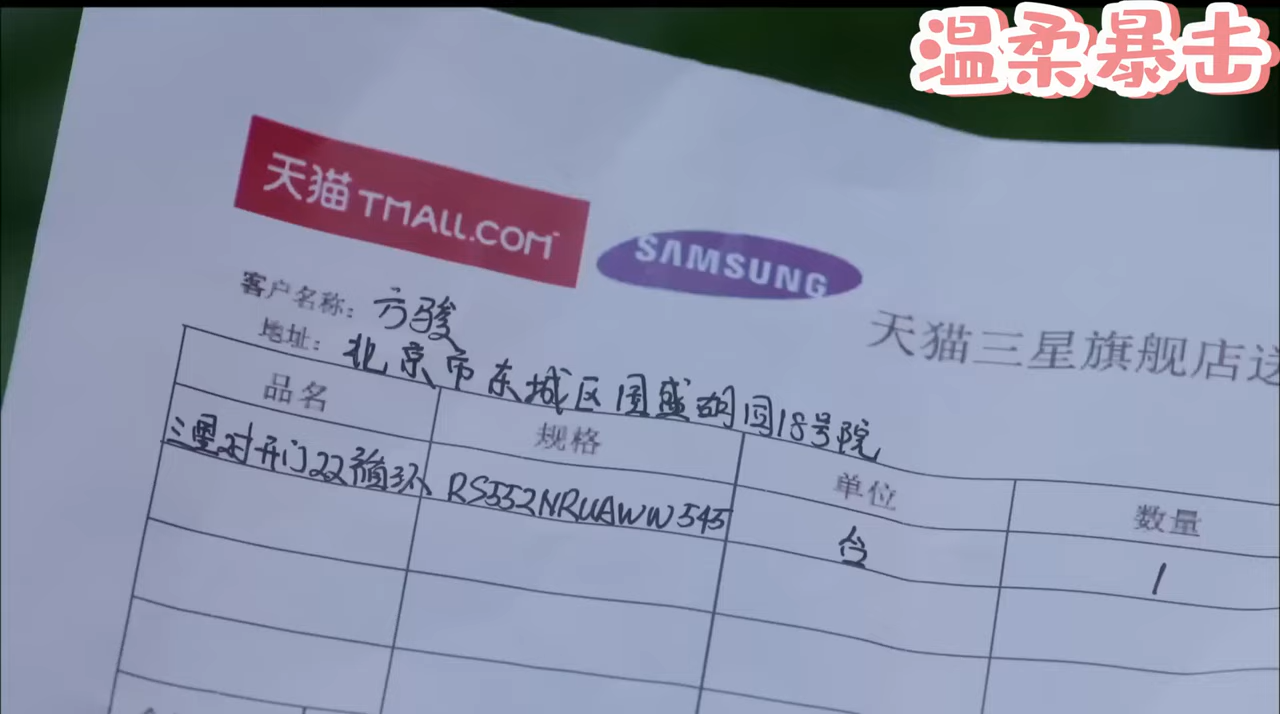 温柔暴击
天猫 TMALL.COM
SAMSUNG
天猫三星旗舰店送
客户名称：方骏
地址：北京市东城区国盛胡同18号院
品名 规格 单位 数量
三星对开门22循环 RS552NRUAWW545 台 1